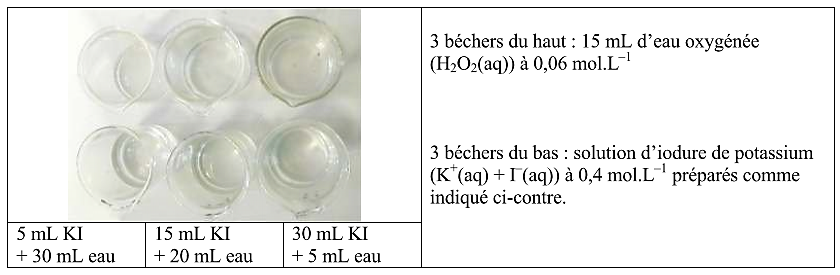 3 béchers du haut : 15 mL d’eau oxygénée
(H₂O₂(aq)) à 0,06 mol.L⁻¹
3 béchers du bas : solution d’iodure de potassium
(K⁺(aq) + I⁻(aq)) à 0,4 mol.L⁻¹ préparés comme
indiqué ci-contre.
5 mL KI
+ 30 mL eau
15 mL KI
+ 20 mL eau
30 mL KI
+ 5 mL eau